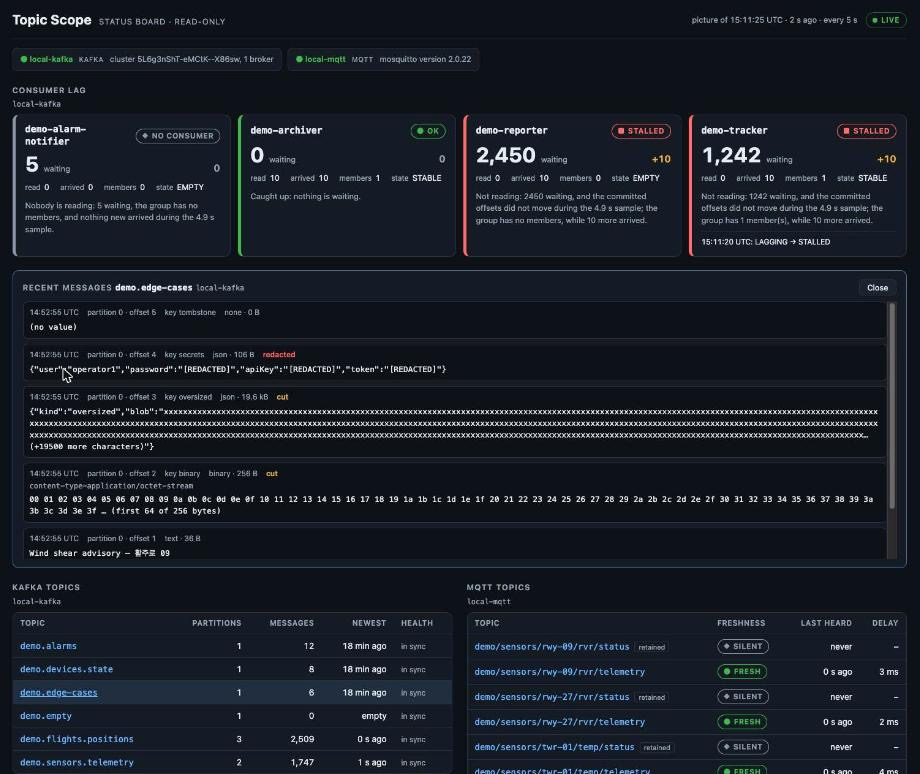 Topic Scope STATUS BOARD · READ-ONLY
picture of 15:11:25 UTC · 2 s ago · every 5 s LIVE
local-kafka KAFKA cluster 5L6g3nShT-eMCtK--X86sw, 1 broker
local-mqtt MQTT mosquitto version 2.0.22
CONSUMER LAG
local-kafka
demo-alarm-notifier NO CONSUMER
5 waiting 0
read 0 arrived 0 members 0 state EMPTY
Nobody is reading: 5 waiting, the group has no
members, and nothing new arrived during the 4.9 s
sample.
demo-archiver OK
0 waiting 0
read 10 arrived 10 members 1 state STABLE
Caught up: nothing is waiting.
demo-reporter STALLED
2,450 waiting +10
read 0 arrived 10 members 0 state EMPTY
Not reading: 2450 waiting, and the committed
offsets did not move during the 4.9 s sample; the
group has no members, while 10 more arrived.
demo-tracker STALLED
1,242 waiting +10
read 0 arrived 10 members 1 state STABLE
Not reading: 1242 waiting, and the committed
offsets did not move during the 4.9 s sample; the
group has 1 member(s), while 10 more arrived.
15:11:20 UTC: LAGGING → STALLED
RECENT MESSAGES demo.edge-cases local-kafka Close
14:52:55 UTC partition 0 · offset 5 key tombstone none · 0 B
(no value)
14:52:55 UTC partition 0 · offset 4 key secrets json · 106 B redacted
{"user":"operator1","password":"[REDACTED]","apiKey":"[REDACTED]","token":"[REDACTED]"}
14:52:55 UTC partition 0 · offset 3 key oversized json · 19.6 kB cut
(+19500 more characters)"}
14:52:55 UTC partition 0 · offset 2 key binary binary · 256 B cut
content-type=application/octet-stream
00 01 02 03 04 05 06 07 08 09 0a 0b 0c 0d 0e 0f 10 11 12 13 14 15 16 17 18 19 1a 1b 1c 1d 1e 1f 20 21 22 23 24 25 26 27 28 29 2a 2b 2c 2d 2e 2f 30 31 32 33 34 35 36 37 38 39 3a
3b 3c 3d 3e 3f … (first 64 of 256 bytes)
14:52:55 UTC partition 0 · offset 1 text · 36 B
Wind shear advisory — 활주로 09
KAFKA TOPICS
local-kafka
TOPIC PARTITIONS MESSAGES NEWEST HEALTH
demo.alarms 1 12 18 min ago in sync
demo.devices.state 1 8 18 min ago in sync
demo.edge-cases 1 6 18 min ago in sync
demo.empty 1 0 empty in sync
demo.flights.positions 3 2,509 0 s ago in sync
demo.sensors.telemetry 2 1,747 1 s ago in sync
MQTT TOPICS
local-mqtt
TOPIC FRESHNESS LAST HEARD DELAY
demo/sensors/rwy-09/rvr/status retained SILENT never –
demo/sensors/rwy-09/rvr/telemetry FRESH 0 s ago 3 ms
demo/sensors/rwy-27/rvr/status retained SILENT never –
demo/sensors/rwy-27/rvr/telemetry FRESH 0 s ago 2 ms
demo/sensors/twr-01/temp/status retained SILENT never –
demo/sensors/twr-01/temp/telemetry FRESH 0 s ago 4 ms